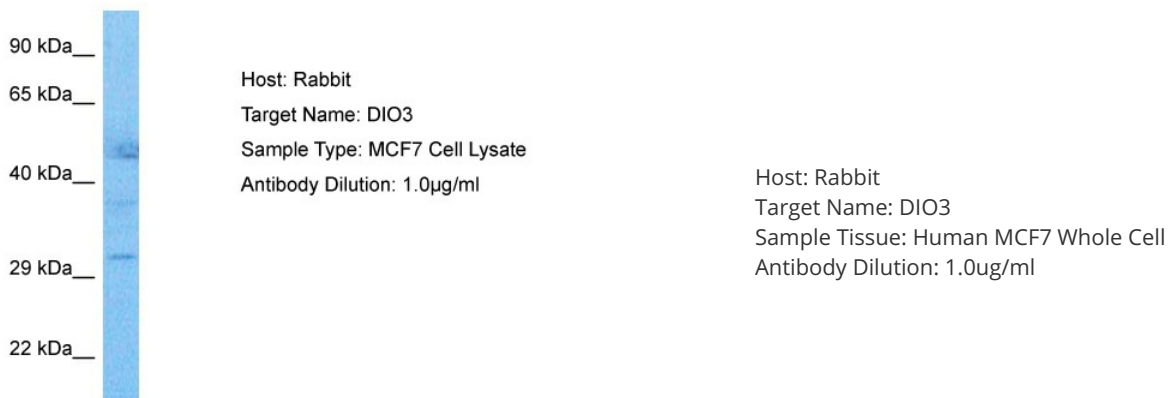 90 kDa__
65 kDa__
40 kDa__
29 kDa__
22 kDa__
Host: Rabbit
Target Name: DIO3
Sample Type: MCF7 Cell Lysate
Antibody Dilution: 1.0µg/ml
Host: Rabbit
Target Name: DIO3
Sample Tissue: Human MCF7 Whole Cell
Antibody Dilution: 1.0ug/ml